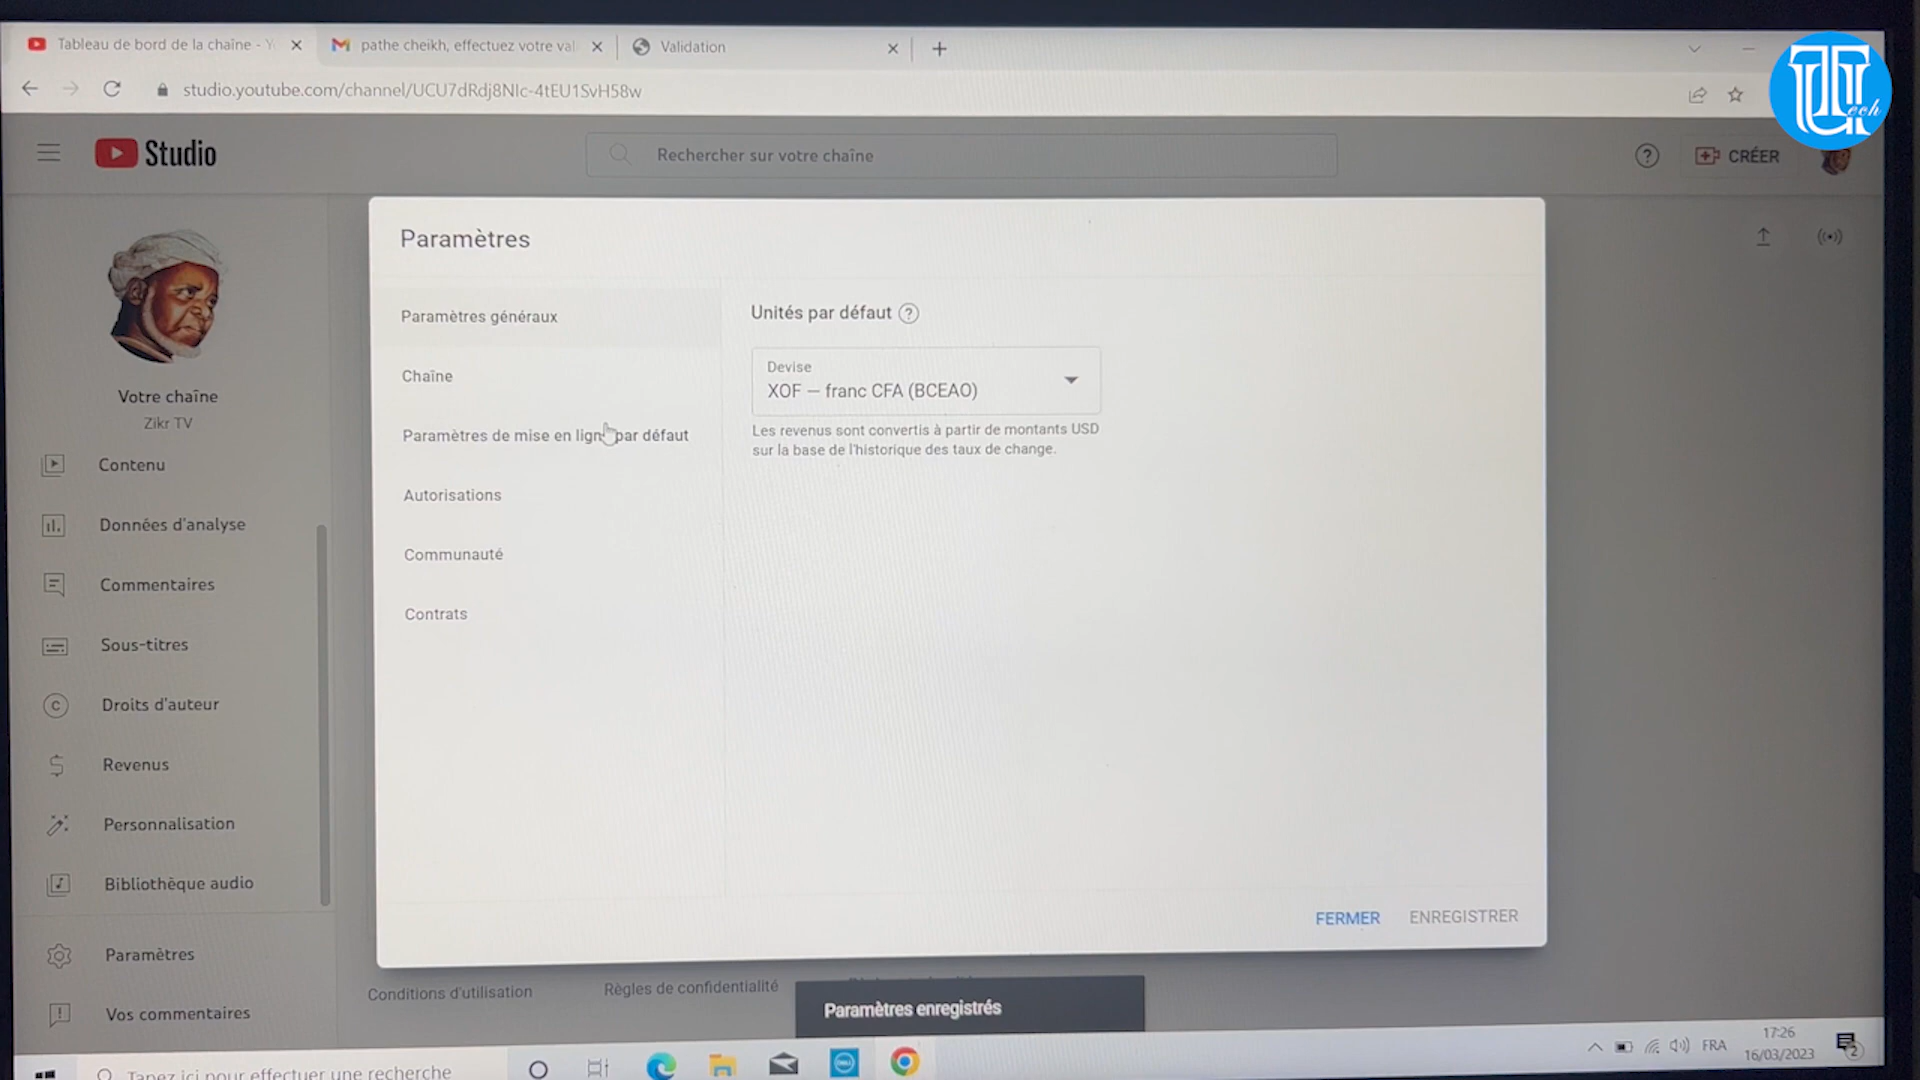 Tableau de bord de la chaîne - Y
pathe cheikh, effectuez votre val
Validation
studio.youtube.com/channel/UCU7dRdj8NIc-4tEU1SvH58w
Studio
Rechercher sur votre chaîne
CRÉER
Tech
Votre chaîne
Zikr TV
Contenu
Données d'analyse
Commentaires
Sous-titres
Droits d'auteur
Revenus
Personnalisation
Bibliothèque audio
Paramètres
Vos commentaires
Paramètres
Paramètres généraux
Chaîne
Paramètres de mise en ligne par défaut
Autorisations
Communauté
Contrats
Unités par défaut
Devise
XOF — franc CFA (BCEAO)
Les revenus sont convertis à partir de montants USD
sur la base de l'historique des taux de change.
FERMER ENREGISTRER
Conditions d'utilisation
Règles de confidentialité
Paramètres enregistrés
Tapez ici pour effectuer une recherche
DELL
FRA
17:26
16/03/2023
2